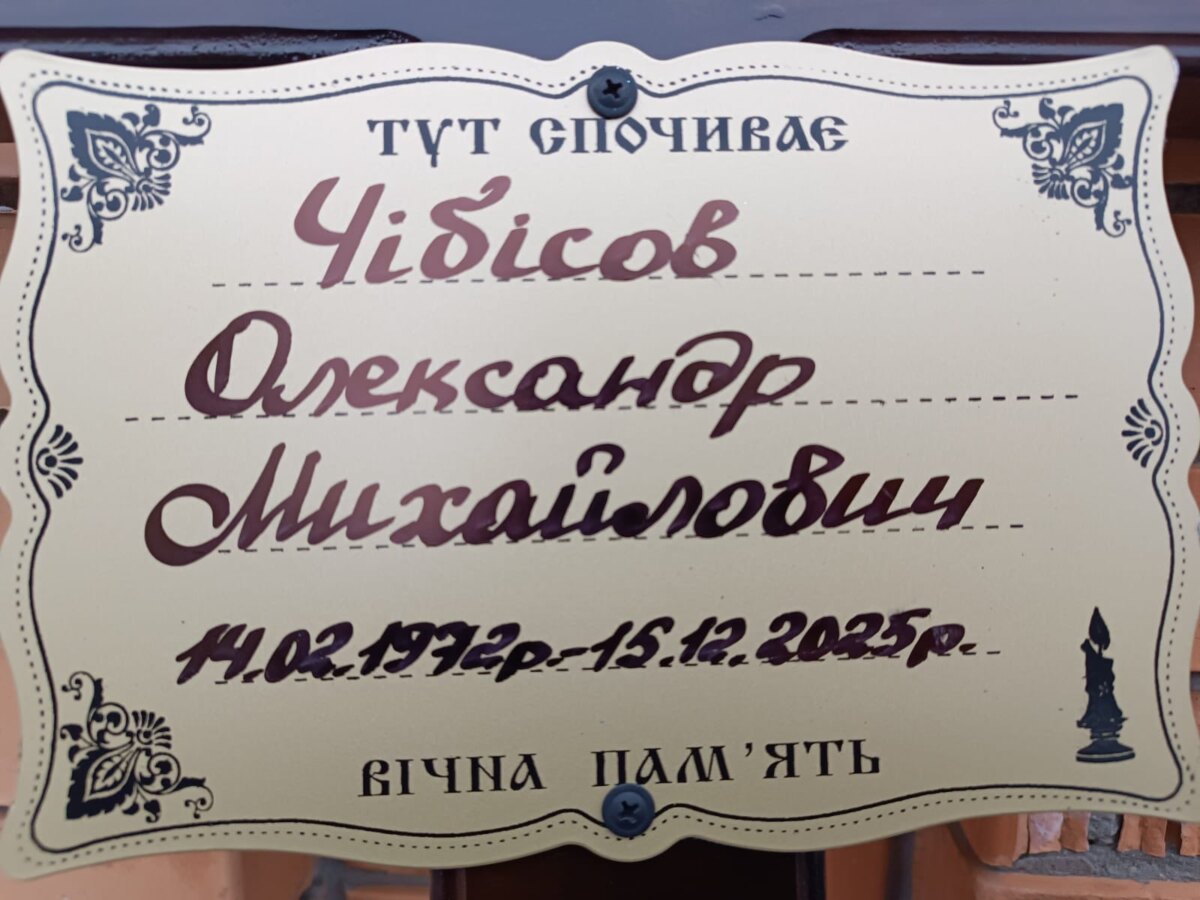 ТУТ СПОЧИВАЄ
Чібісов
Олександр
Михайлович
14.02.1972р.-15.12.2025р.
ВІЧНА ПАМ'ЯТЬ